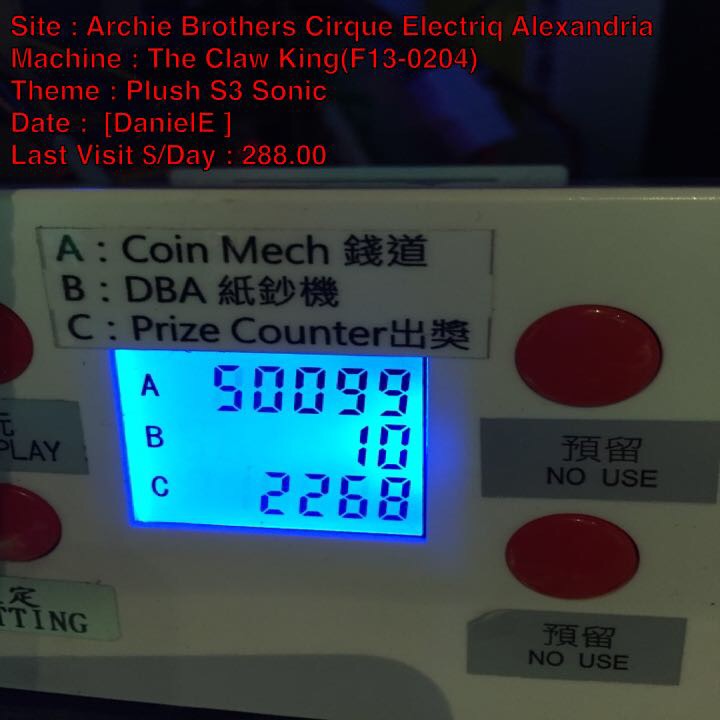 Site : Archie Brothers Cirque Electriq Alexandria
Machine : The Claw King(F13-0204)
Theme : Plush S3 Sonic
Date : [DanielE ]
Last Visit S/Day : 288.00
A : Coin Mech 錢道
B : DBA 紙鈔機
C : Prize Counter出獎
A 50099
B 10
C 2268
預留
NO USE
PLAY
定
TTING
預留
NO USE